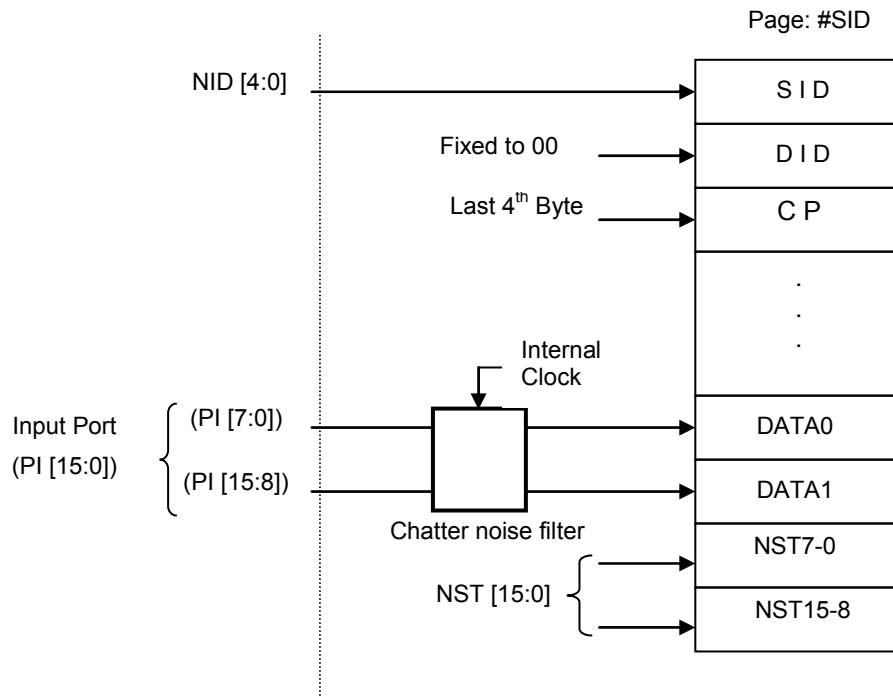 Page: #SID
NID [4:0]
S I D
Fixed to 00
D I D
Last 4th Byte
C P
.
.
.
Internal
Clock
Input Port
(PI [15:0])
(PI [7:0])
DATA0
(PI [15:8])
DATA1
Chatter noise filter
NST7-0
NST [15:0]
NST15-8